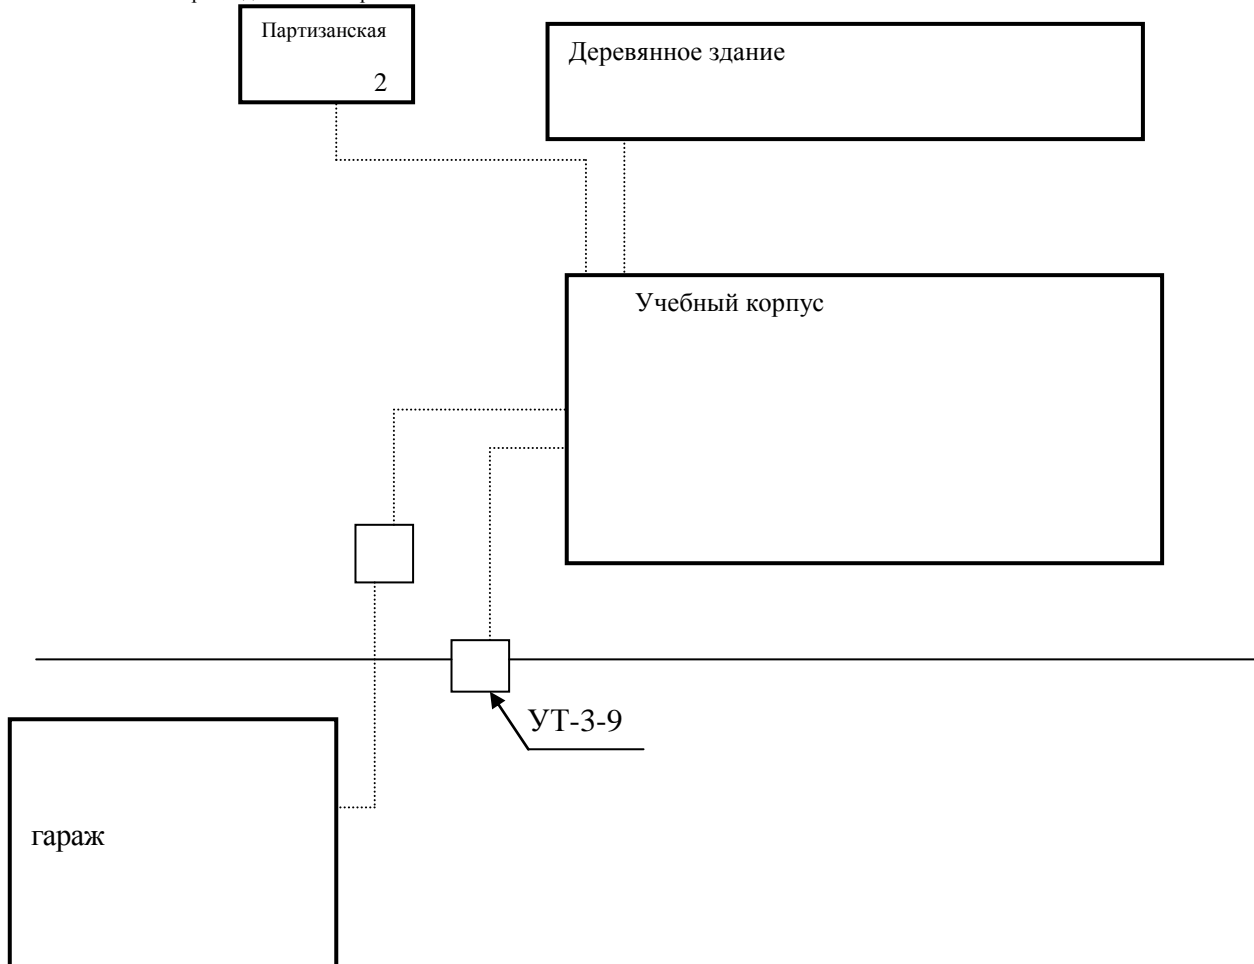 Партизанская
2
Деревянное здание
Учебный корпус
УТ-3-9
гараж